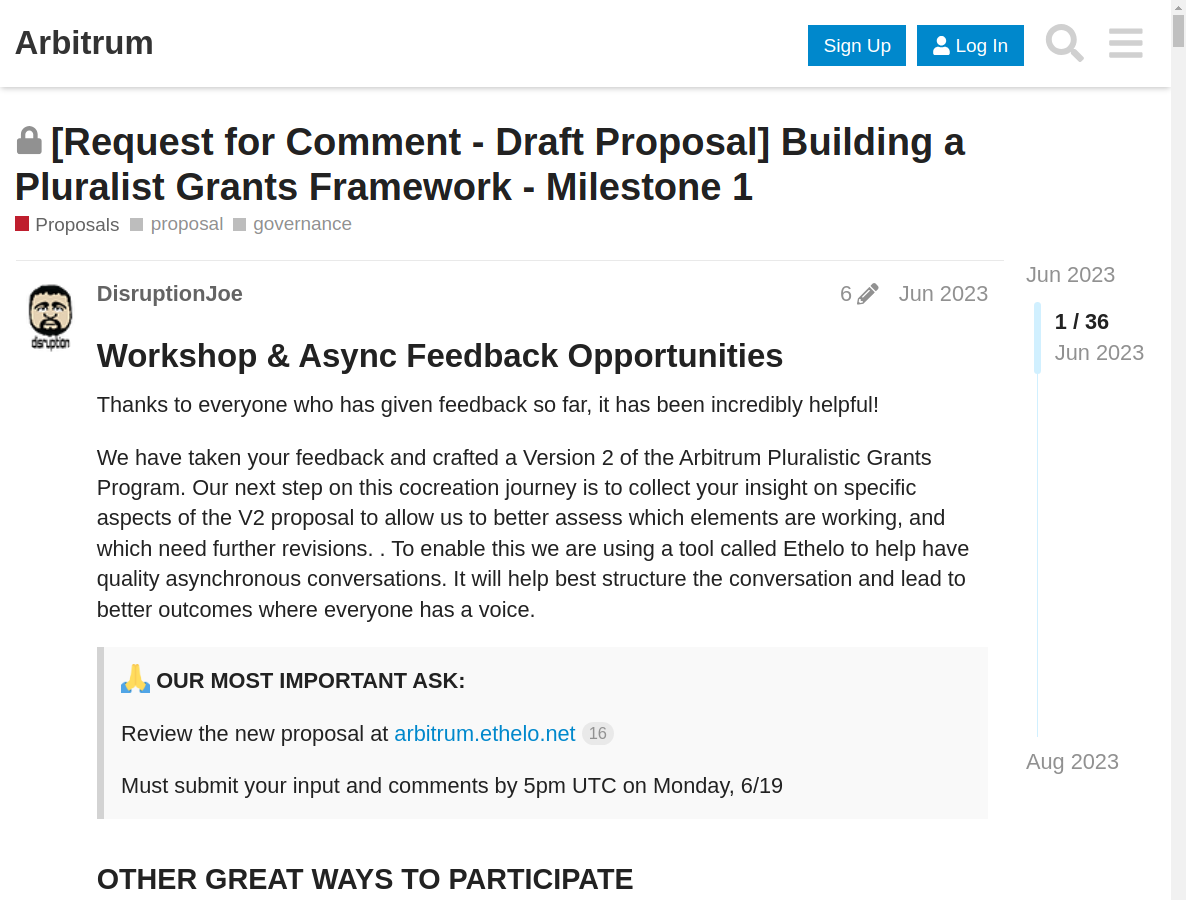 Arbitrum
Sign Up
Log In
[Request for Comment - Draft Proposal] Building a
Pluralist Grants Framework - Milestone 1
Proposals proposal governance
DisruptionJoe
6
Jun 2023
Jun 2023
1 / 36
Jun 2023
disruption
Workshop & Async Feedback Opportunities
Thanks to everyone who has given feedback so far, it has been incredibly helpful!
We have taken your feedback and crafted a Version 2 of the Arbitrum Pluralistic Grants
Program. Our next step on this cocreation journey is to collect your insight on specific
aspects of the V2 proposal to allow us to better assess which elements are working, and
which need further revisions. . To enable this we are using a tool called Ethelo to help have
quality asynchronous conversations. It will help best structure the conversation and lead to
better outcomes where everyone has a voice.
OUR MOST IMPORTANT ASK:
Review the new proposal at arbitrum.ethelo.net 16
Must submit your input and comments by 5pm UTC on Monday, 6/19
Aug 2023
OTHER GREAT WAYS TO PARTICIPATE